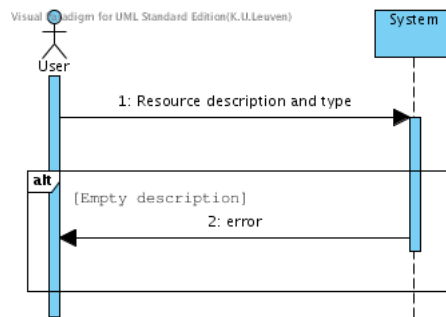 Visual Paradigm for UML Standard Edition(K.U.Leuven)
System
User
1: Resource description and type
alt
[Empty description]
2: error